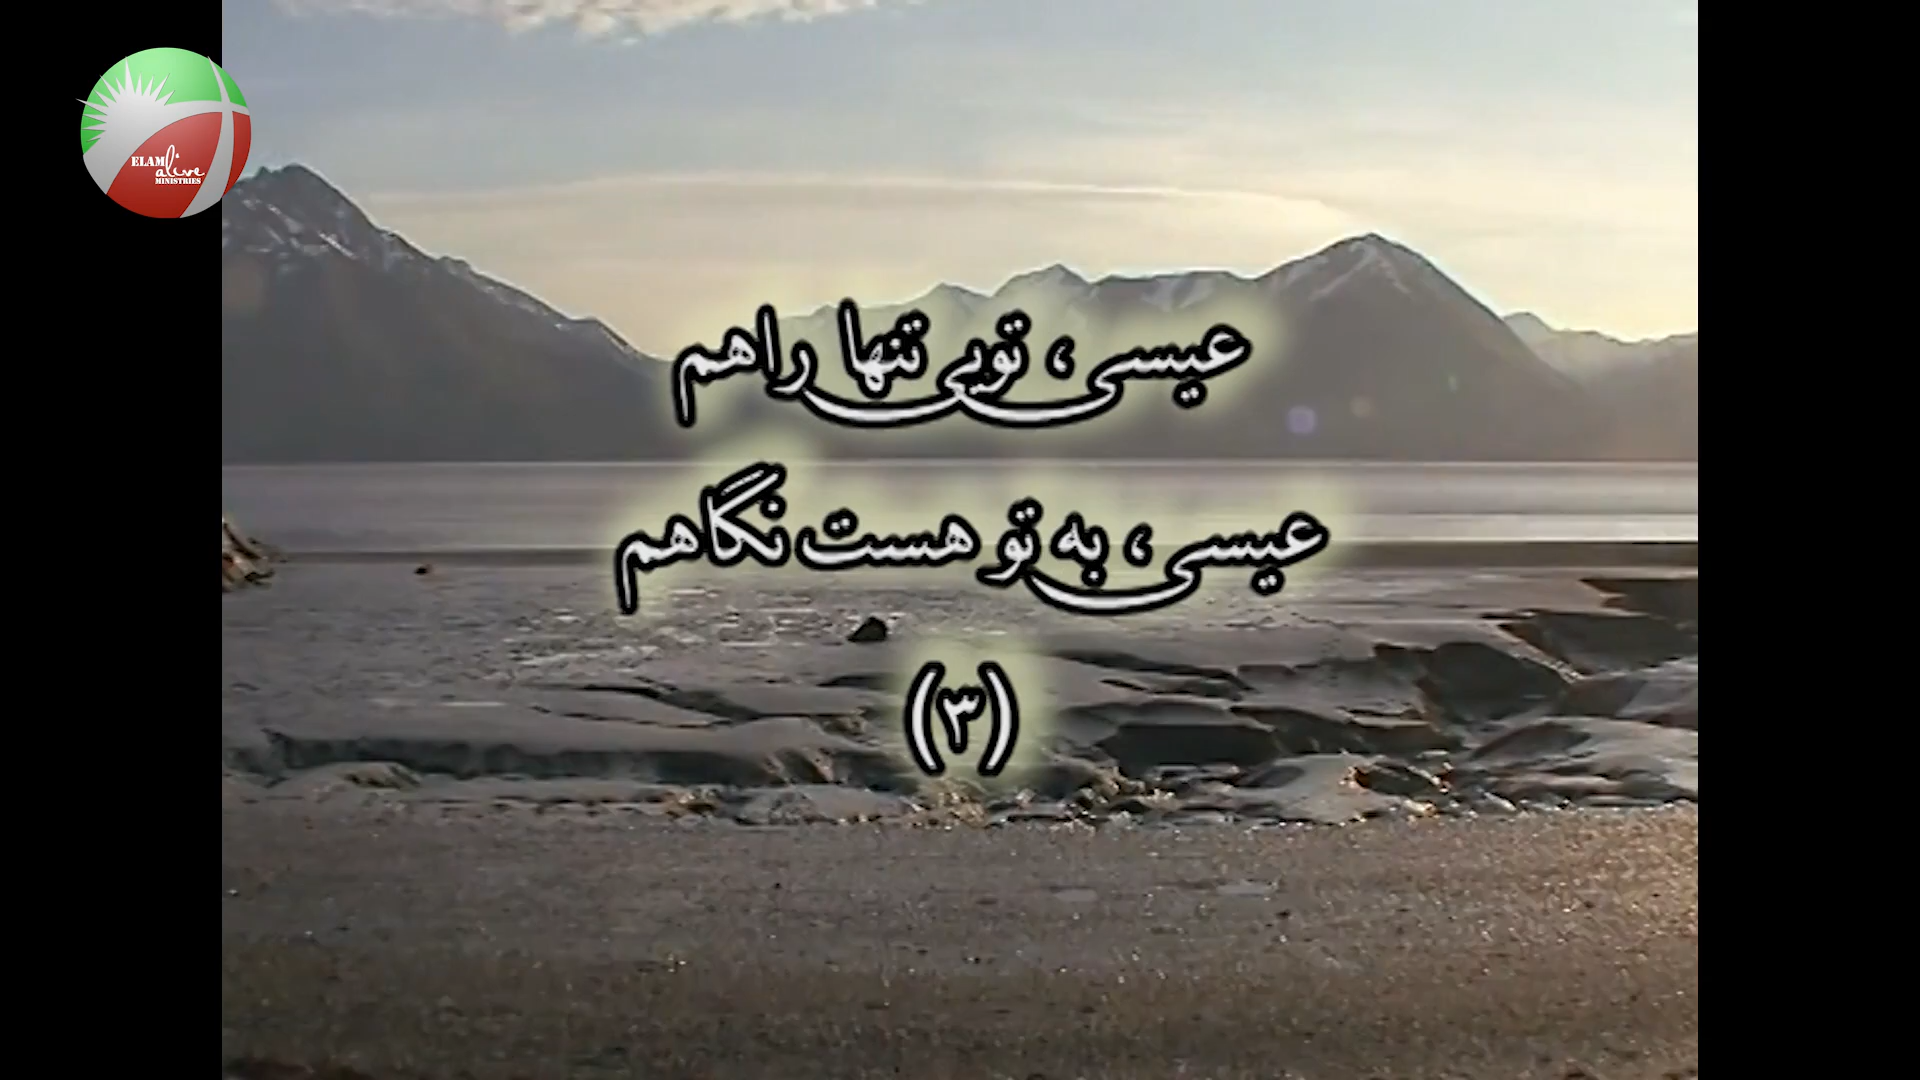 ELAM
alive
MINISTRIES
عیسی، تویی تنها راهم
عیسی، به تو هست نگاهم
(۳)